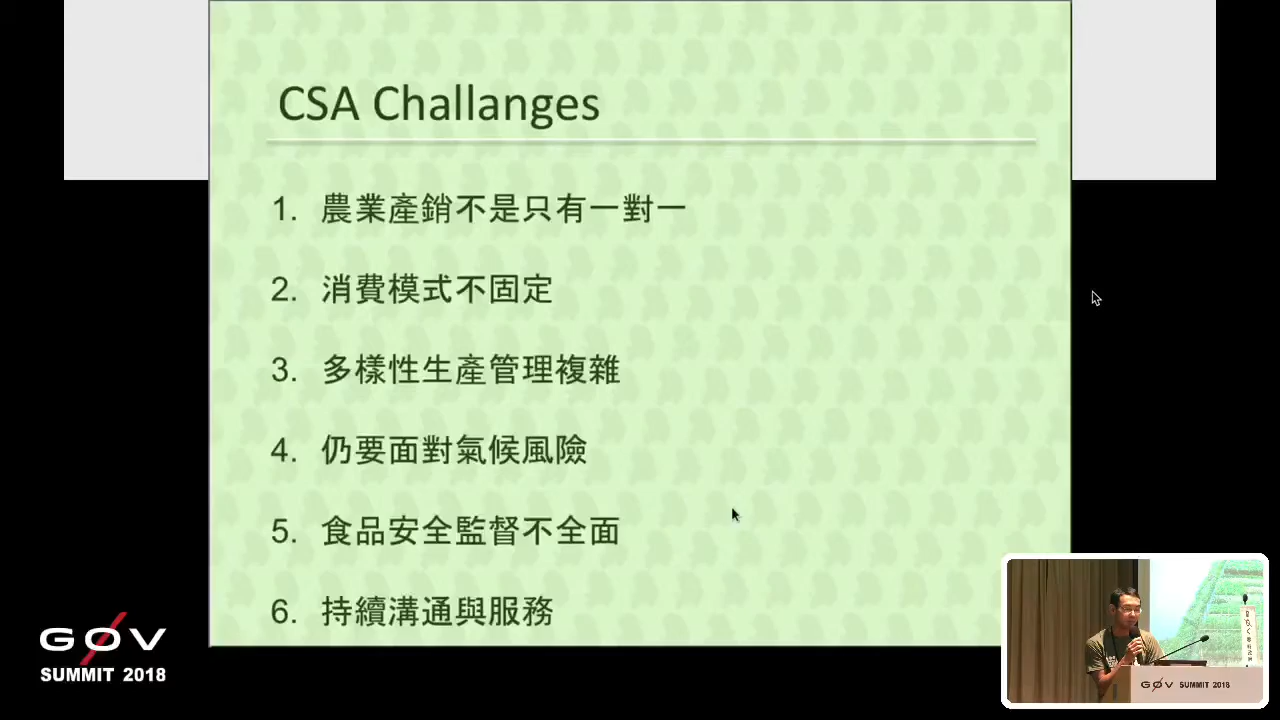 CSA Challanges
1. 農業產銷不是只有一對一
2. 消費模式不固定
3. 多樣性生產管理複雜
4. 仍要面對氣候風險
5. 食品安全監督不全面
6. 持續溝通與服務
GØV
SUMMIT 2018
GØV SUMMIT 2018